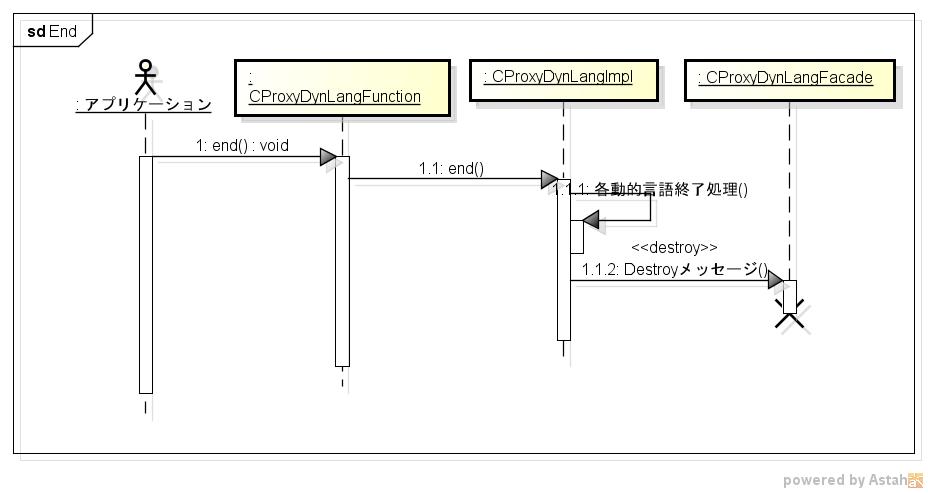 sd End
: アプリケーション
:
CProxyDynLangFunction
: CProxyDynLangImpl
: CProxyDynLangFacade
1: end() : void
1.1: end()
1.1.1: 各動的言語終了処理()
<<destroy>>
1.1.2: Destroyメッセージ()
powered by Astah